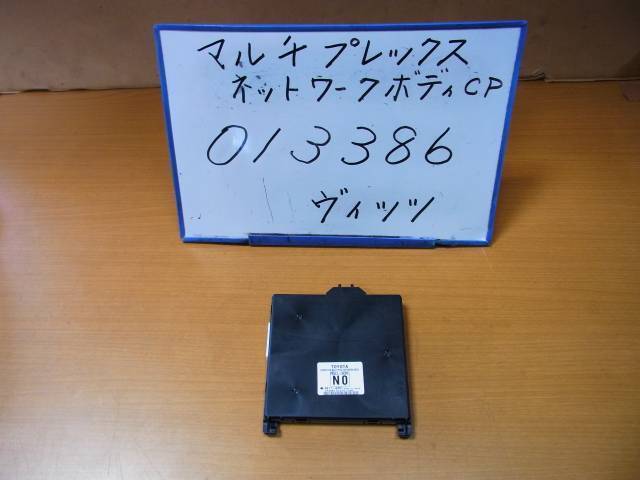 マルチプレックス
ネットワークボディCP
013386
ヴィッツ
TOYOTA
NO